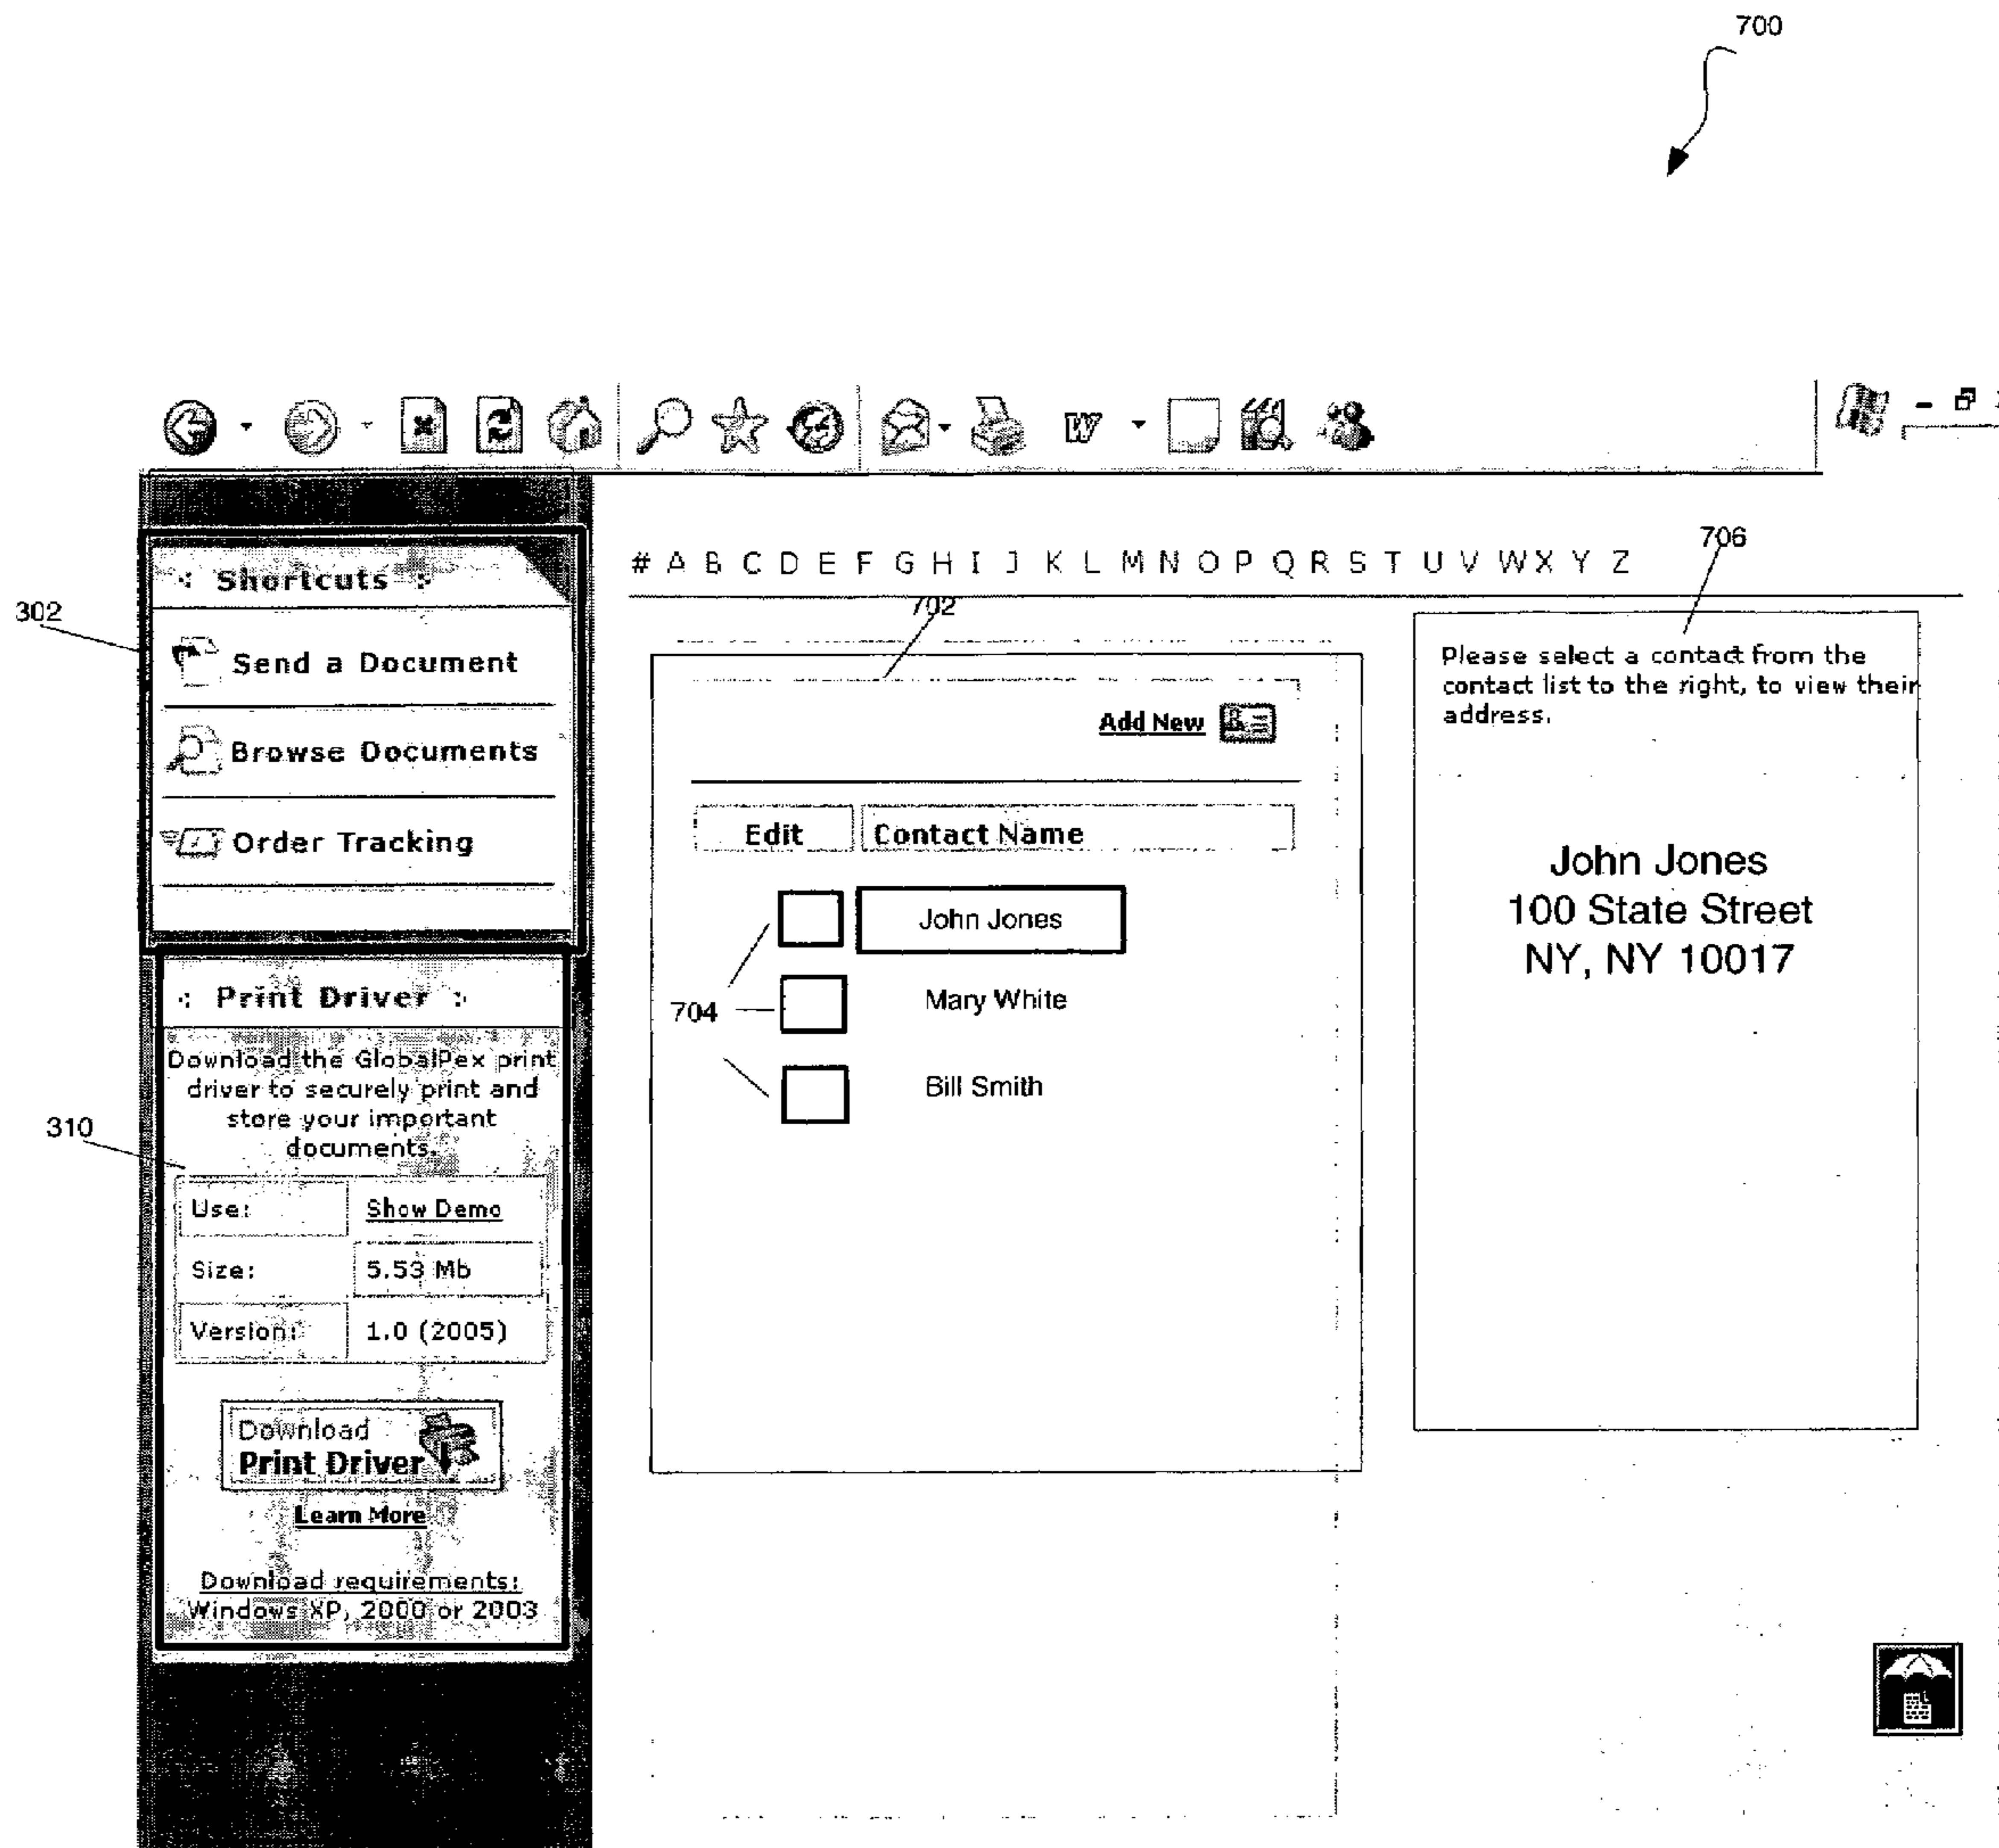 700
W
< Shortcuts >
302
Send a Document
Browse Documents
Order Tracking
< Print Driver >
Download the GlobalPex print
driver to securely print and
store your important
documents.
310
Use: Show Demo
Size: 5.53 Mb
Version: 1.0 (2005)
Download
Print Driver
Learn More
Download requirements:
Windows XP, 2000 or 2003
# A B C D E F G H I J K L M N O P Q R S T U V W X Y Z
702
Add New
Edit Contact Name
John Jones
704
Mary White
Bill Smith
706
Please select a contact from the
contact list to the right, to view their
address.
John Jones
100 State Street
NY, NY 10017